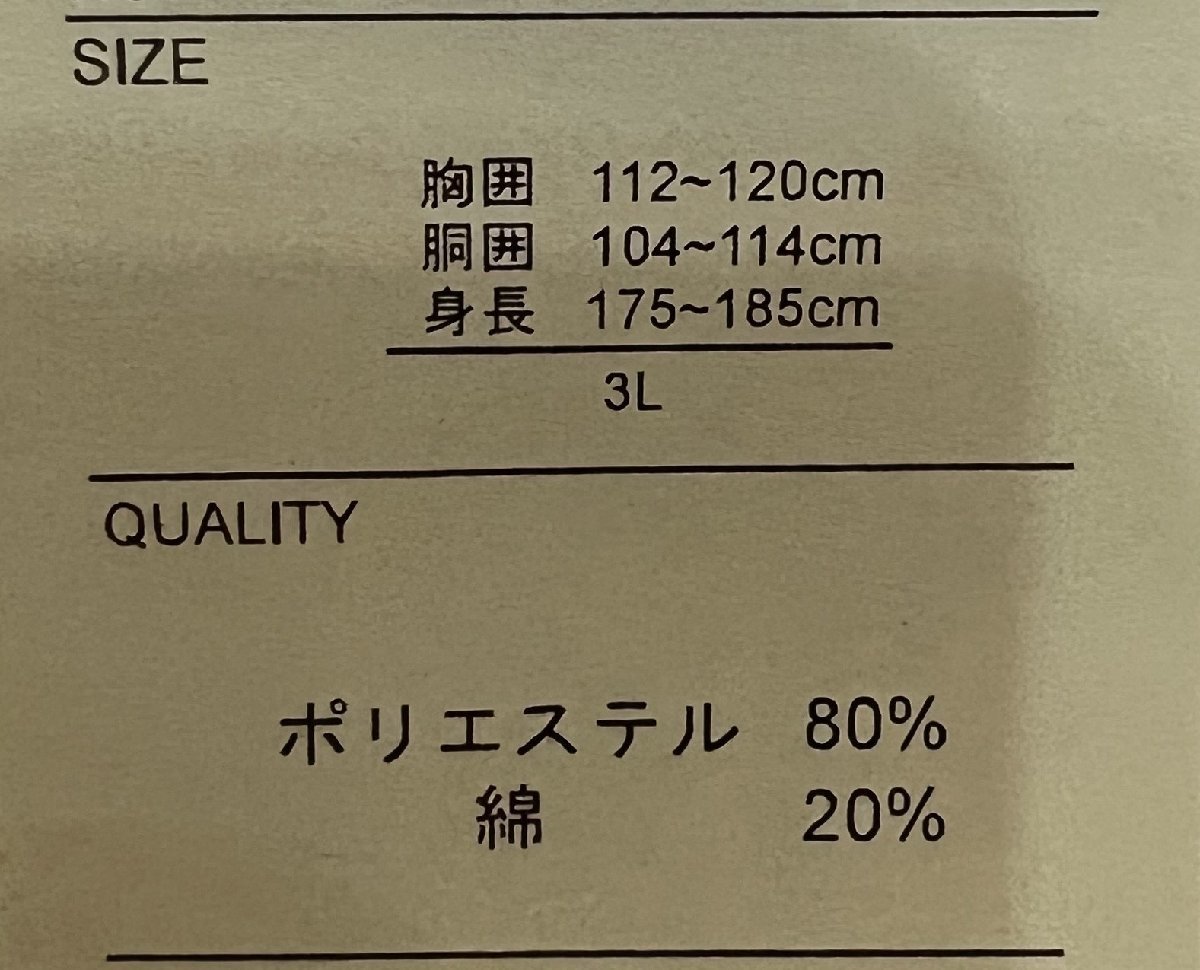 SIZE
胸囲 112~120cm
胴囲 104~114cm
身長 175~185cm
3L
QUALITY
ポリエステル 80%
綿 20%